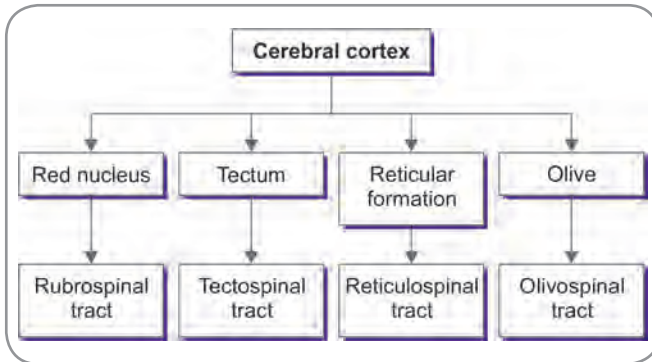 Cerebral cortex
Red nucleus
Tectum
Reticular
formation
Olive
Rubrospinal
tract
Tectospinal
tract
Reticulospinal
tract
Olivospinal
tract